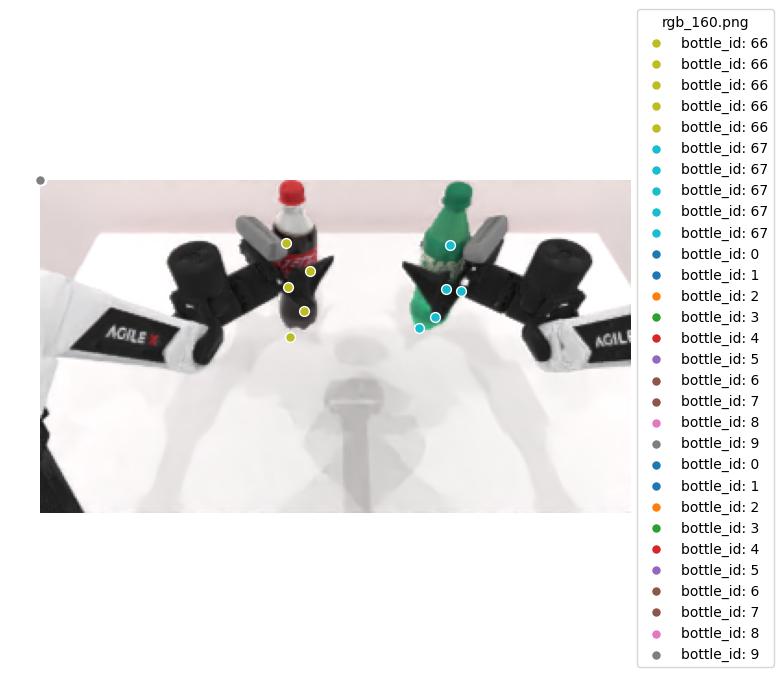 rgb_160.png
bottle_id: 66
bottle_id: 66
bottle_id: 66
bottle_id: 66
bottle_id: 66
bottle_id: 67
bottle_id: 67
bottle_id: 67
bottle_id: 67
bottle_id: 67
bottle_id: 0
bottle_id: 1
bottle_id: 2
bottle_id: 3
bottle_id: 4
bottle_id: 5
bottle_id: 6
bottle_id: 7
bottle_id: 8
bottle_id: 9
bottle_id: 0
bottle_id: 1
bottle_id: 2
bottle_id: 3
bottle_id: 4
bottle_id: 5
bottle_id: 6
bottle_id: 7
bottle_id: 8
bottle_id: 9
AGILE X
AGILE